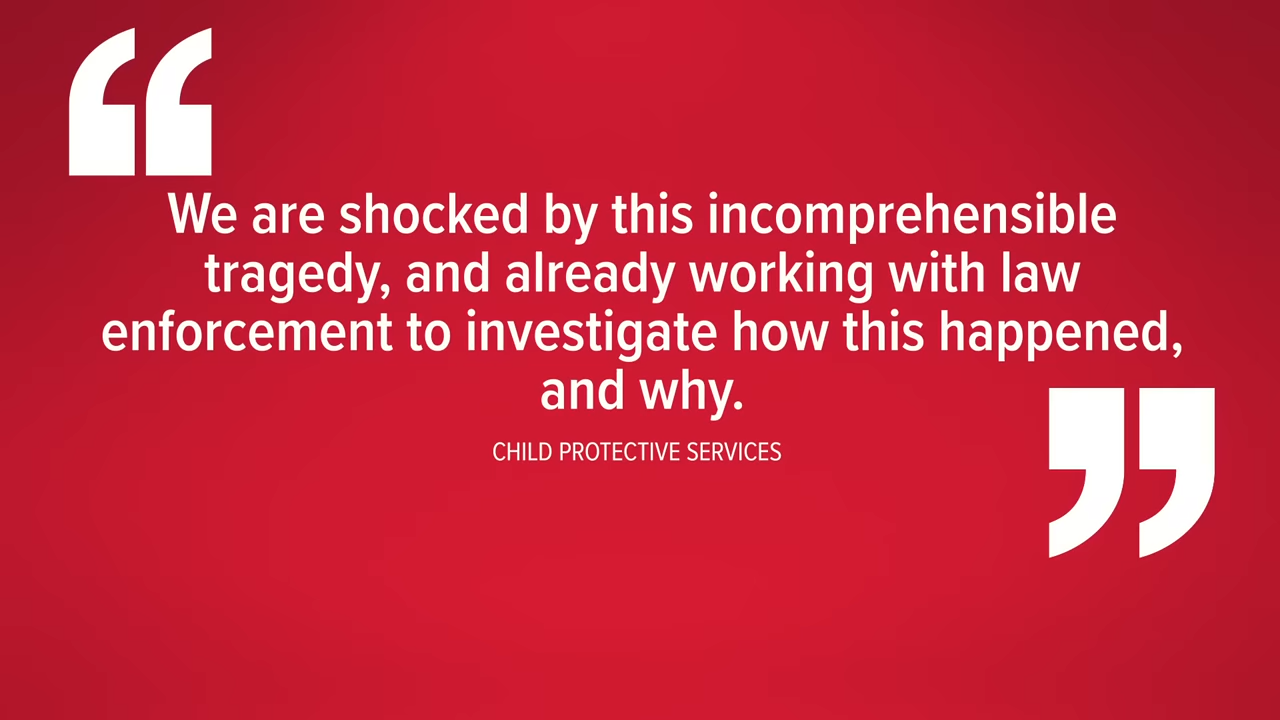 “
We are shocked by this incomprehensible
tragedy, and already working with law
enforcement to investigate how this happened,
and why.
”
CHILD PROTECTIVE SERVICES